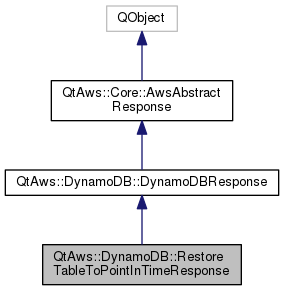 QObject
QtAws::Core::AwsAbstract
Response
QtAws::DynamoDB::DynamoDBResponse
QtAws::DynamoDB::Restore
TableToPointInTimeResponse